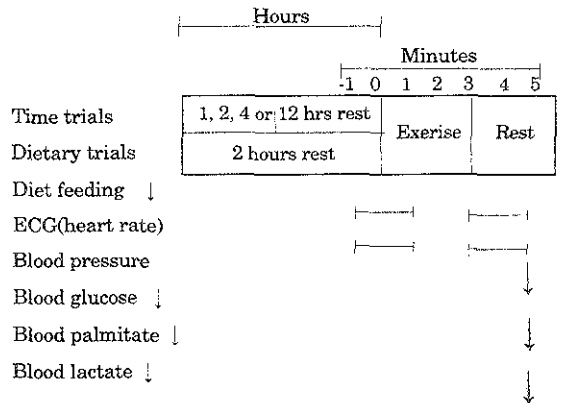 Hours
Minutes
-1 0 1 2 3 4 5
Time trials 1, 2, 4 or 12 hrs rest
Exerise Rest
Dietary trials 2 hours rest
Diet feeding ↓
ECG(heart rate)
Blood pressure
Blood glucose ↓
Blood palmitate ↓
Blood lactate ↓